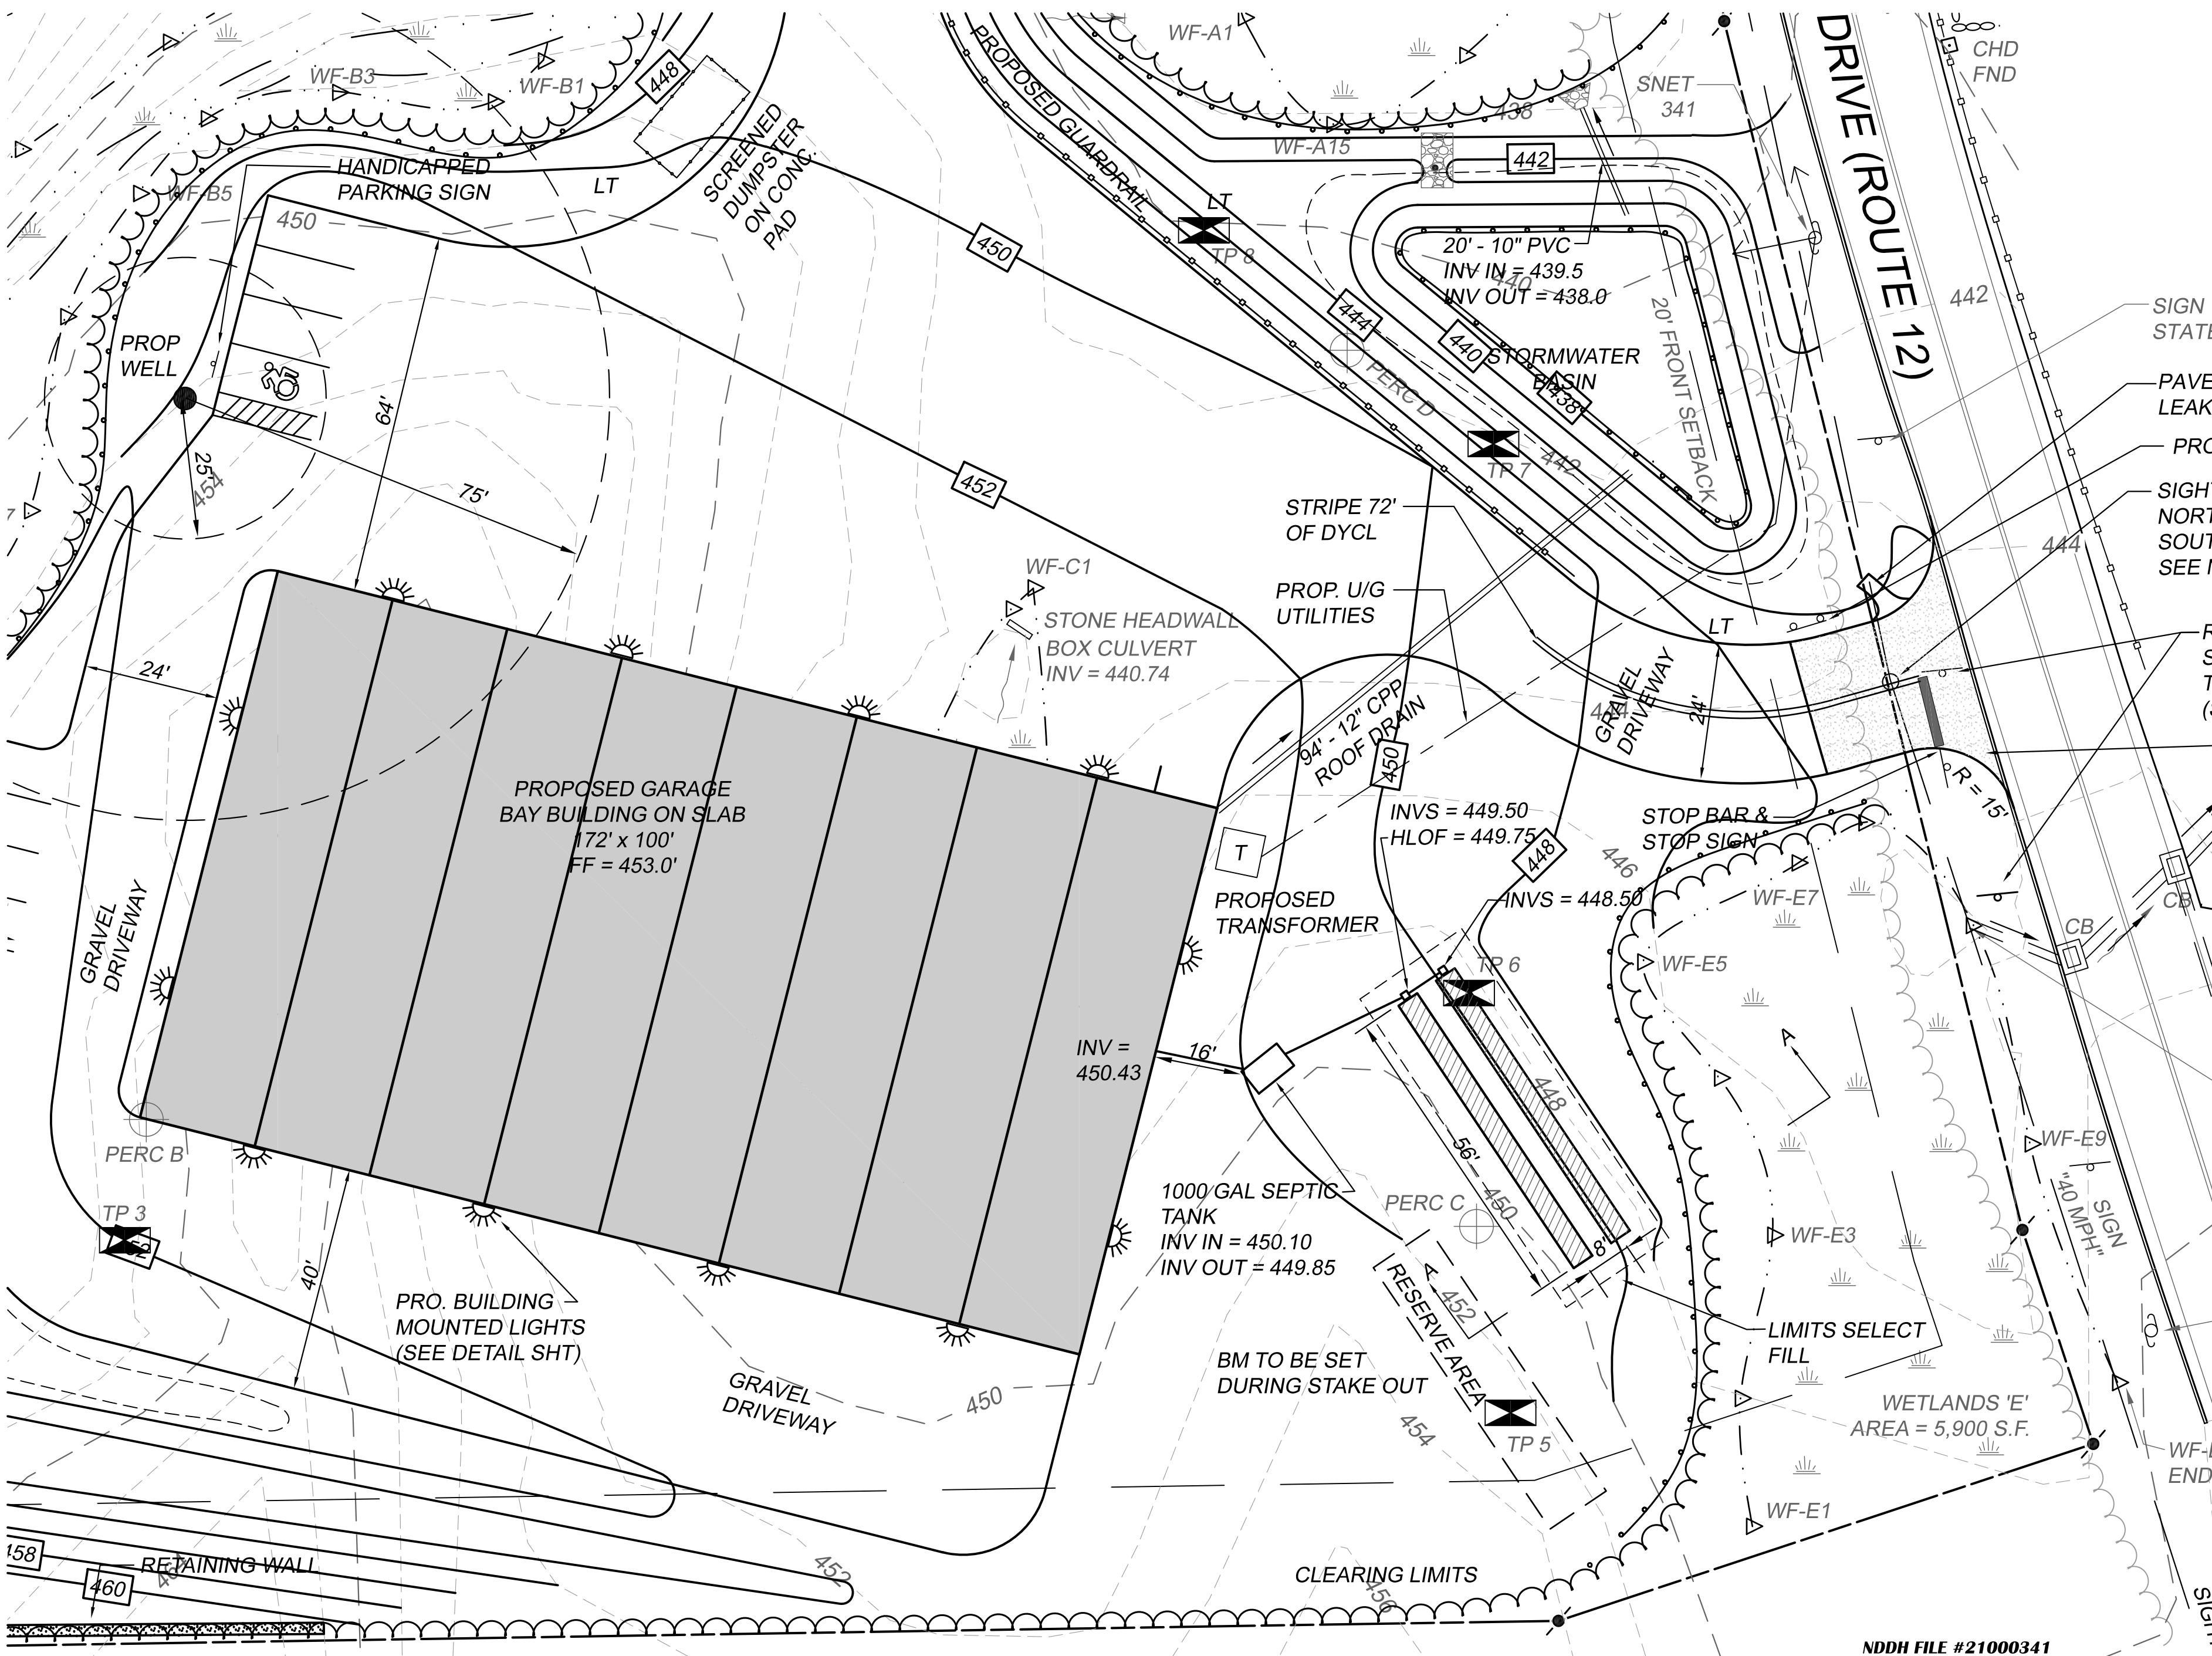 WF-A1
CHD
FND
WF-B3
WF-B1
448
SNET
341
438
WF-A15
442
PROPOSED GUARDRAIL
DRIVE (ROUTE 12)
HANDICAPPED
PARKING SIGN
WF-B5
450
LT
SCREENED
DUMPSTER
ON CONC.
PAD
450
LT
TP 8
20' - 10" PVC
INV IN = 439.5
INV OUT = 438.0
440
442
SIGN
444
440
STORMWATER
BASIN
438
20' FRONT SETBACK
PERC D
PROP
WELL
64'
25'
454
75'
452
TP 7
442
STRIPE 72'
OF DYCL
444
WF-C1
STONE HEADWALL
BOX CULVERT
INV = 440.74
PROP. U/G
UTILITIES
LT
GRAVEL
DRIVEWAY
444
24'
24'
94' - 12" CPP
ROOF DRAIN
450
R = 15'
PROPOSED GARAGE
BAY BUILDING ON SLAB
172' x 100'
FF = 453.0'
T
PROPOSED
TRANSFORMER
INVS = 449.50
HLOF = 449.75
448
446
STOP BAR &
STOP SIGN
INVS = 448.50
WF-E7
CB
CB
GRAVEL
DRIVEWAY
TP 6
WF-E5
INV =
450.43
16'
448
56'
450
8'
PERC B
PERC C
WF-E9
SIGN
"40 MPH"
WF-E3
TP 3
40'
1000 GAL SEPTIC
TANK
INV IN = 450.10
INV OUT = 449.85
PRO. BUILDING
MOUNTED LIGHTS
(SEE DETAIL SHT)
A
A
452
RESERVE AREA
LIMITS SELECT
FILL
BM TO BE SET
DURING STAKE OUT
GRAVEL
DRIVEWAY
450
454
TP 5
WETLANDS 'E'
AREA = 5,900 S.F.
WF-E1
458
460
RETAINING WALL
452
CLEARING LIMITS
456
NDDH FILE #21000341